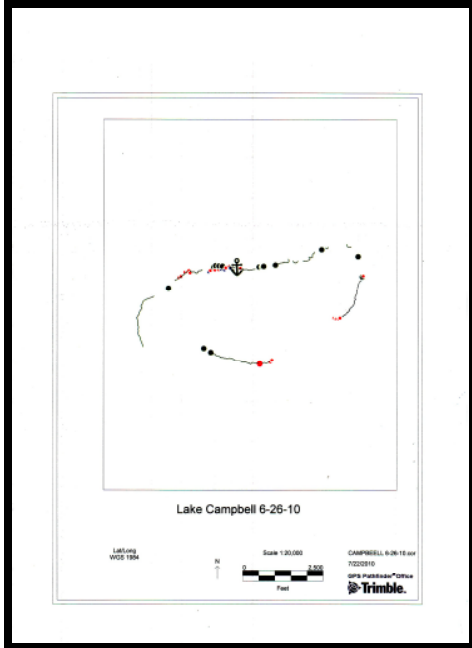 Lake Campbell 6-26-10
Lat/Long
WGS 1984
N
Scale 1:20,000
0 2,500
Feet
CAMPBEELL 6-26-10.cor
7/22/2010
GPS Pathfinder® Office
Trimble.